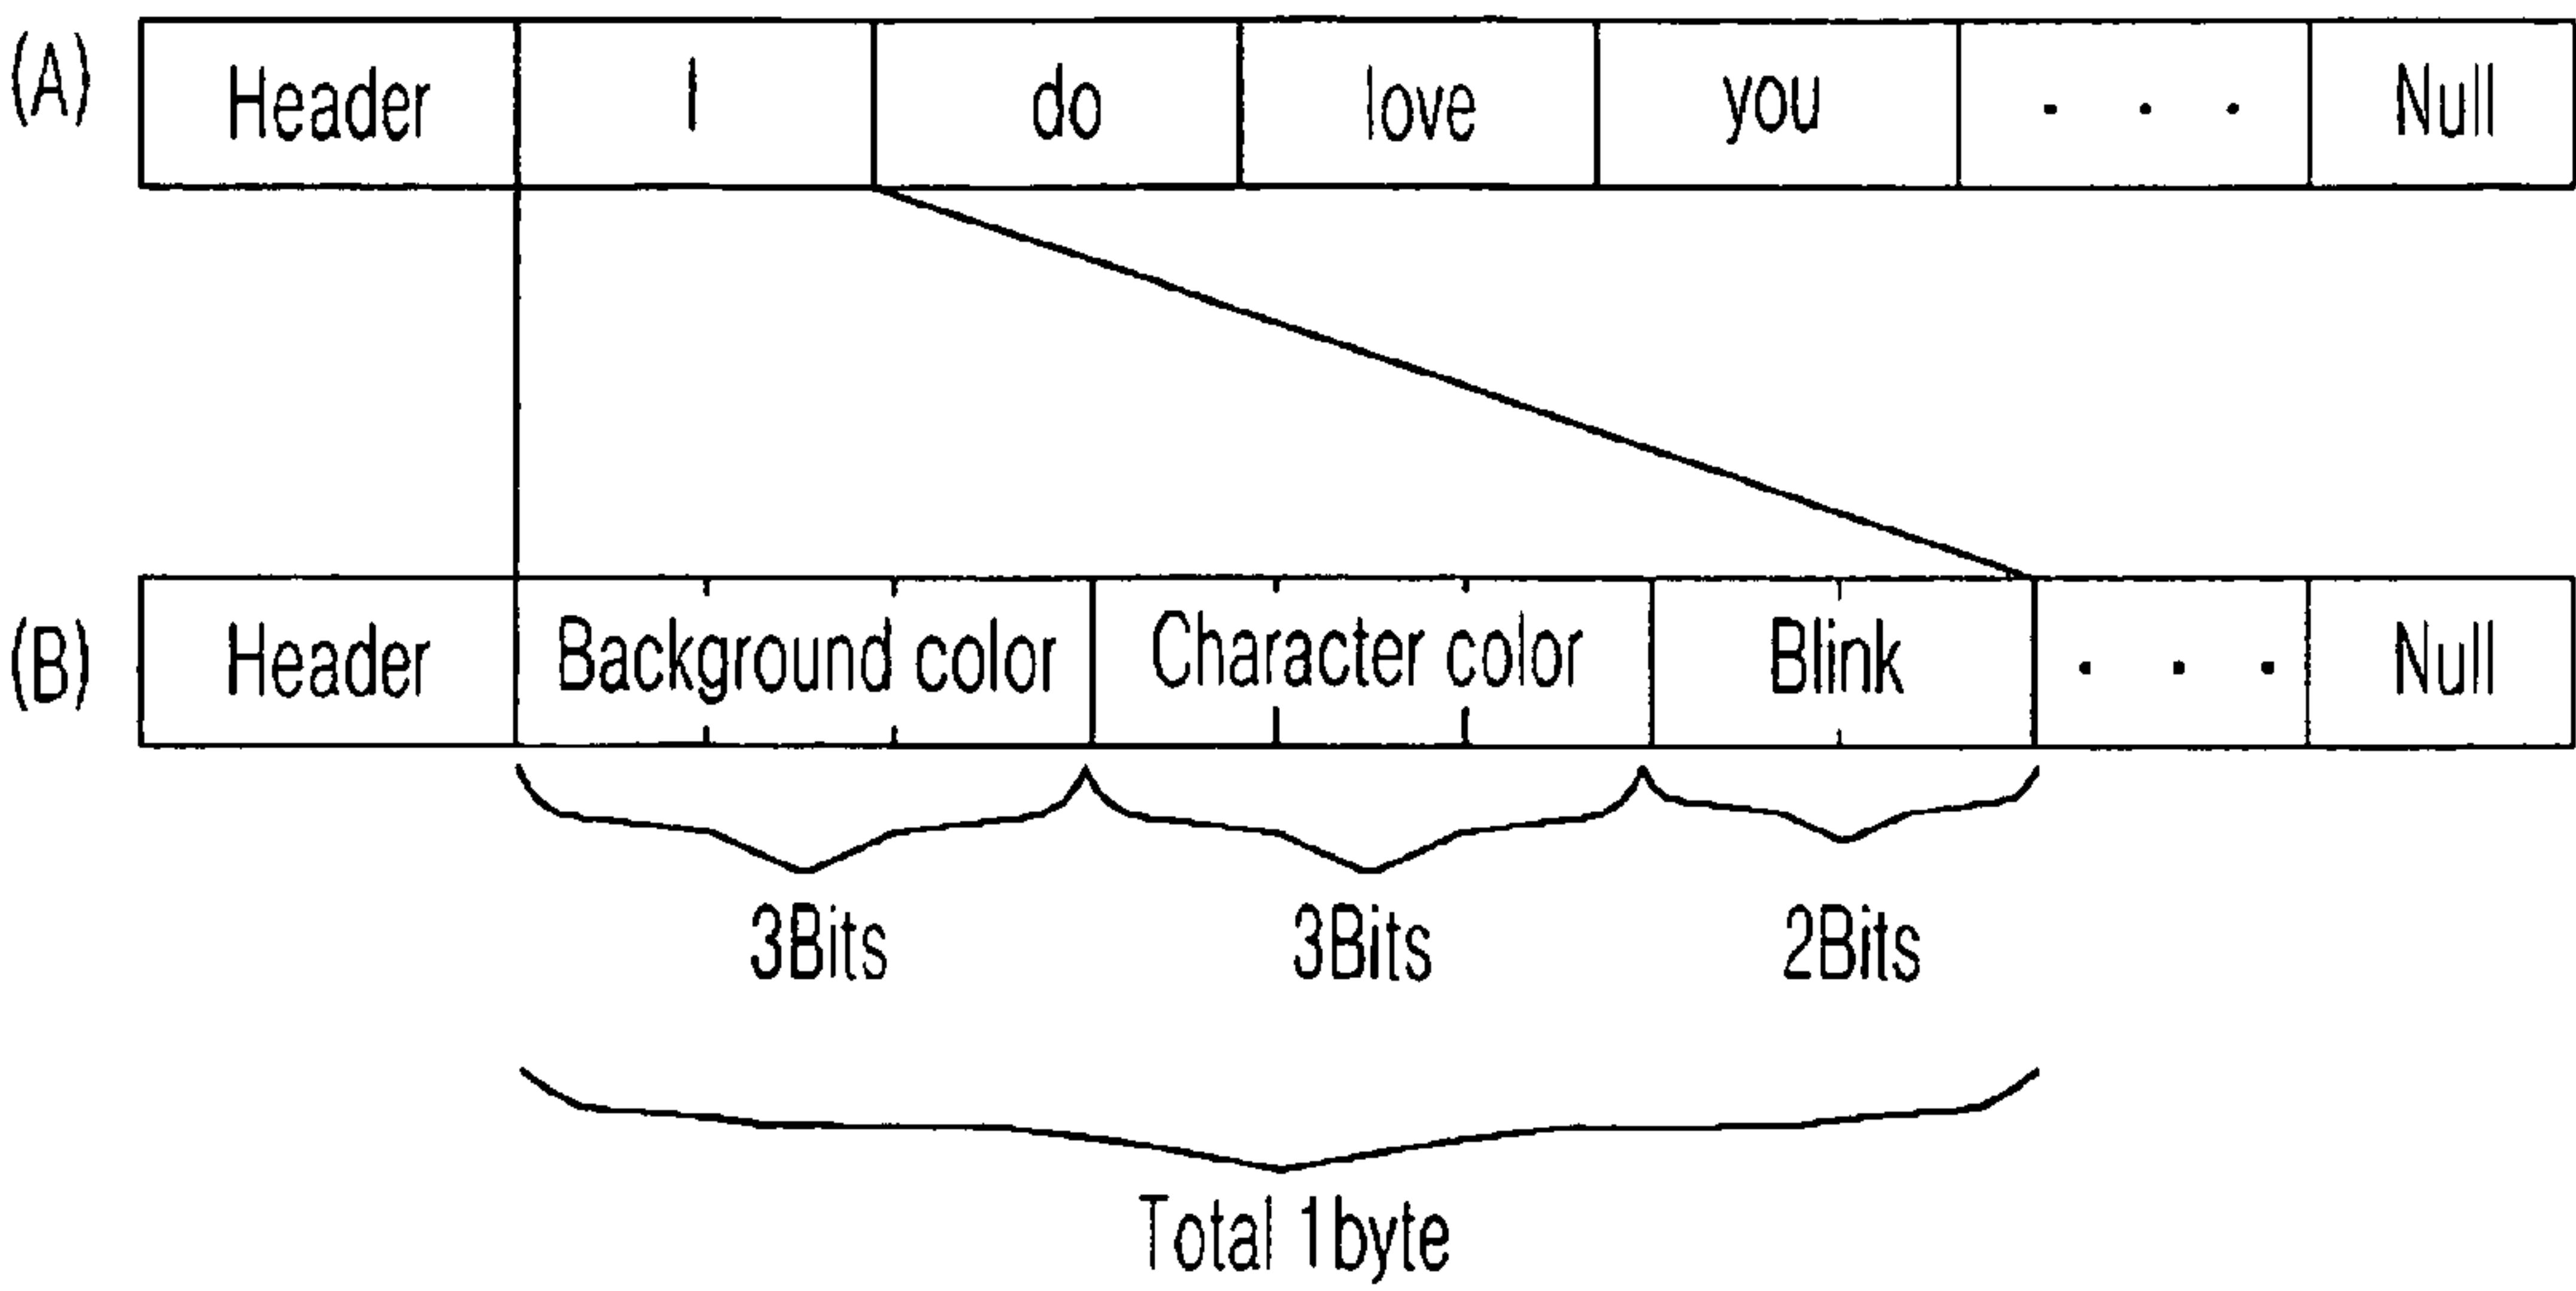 (A) Header I do love you . . . Null
(B) Header Background color Character color Blink . . . Null
3Bits 3Bits 2Bits
Total 1byte